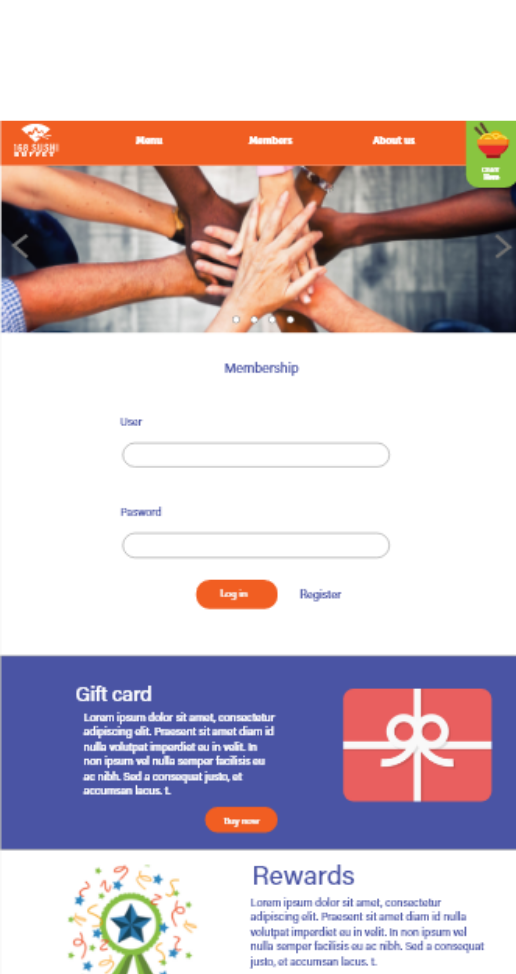 168 SUSHI
BUFFET
Menu
Members
About us
Membership
User
Pasword
Log in
Register
Gift card
Lorem ipsum dolor sit amet, consectetur
adipiscing elit. Praesent sit amet diam id
nulla volutpat imperdiet eu in velit. In
non ipsum vel nulla semper facilisis eu
ac nibh. Sed a consequat justo, et
accumsan lacus. t.
Buy now
Rewards
Lorem ipsum dolor sit amet, consectetur
adipiscing elit. Praesent sit amet diam id nulla
volutpat imperdiet eu in velit. In non ipsum vel
nulla semper facilisis eu ac nibh. Sed a consequat
justo, et accumsan lacus. t.